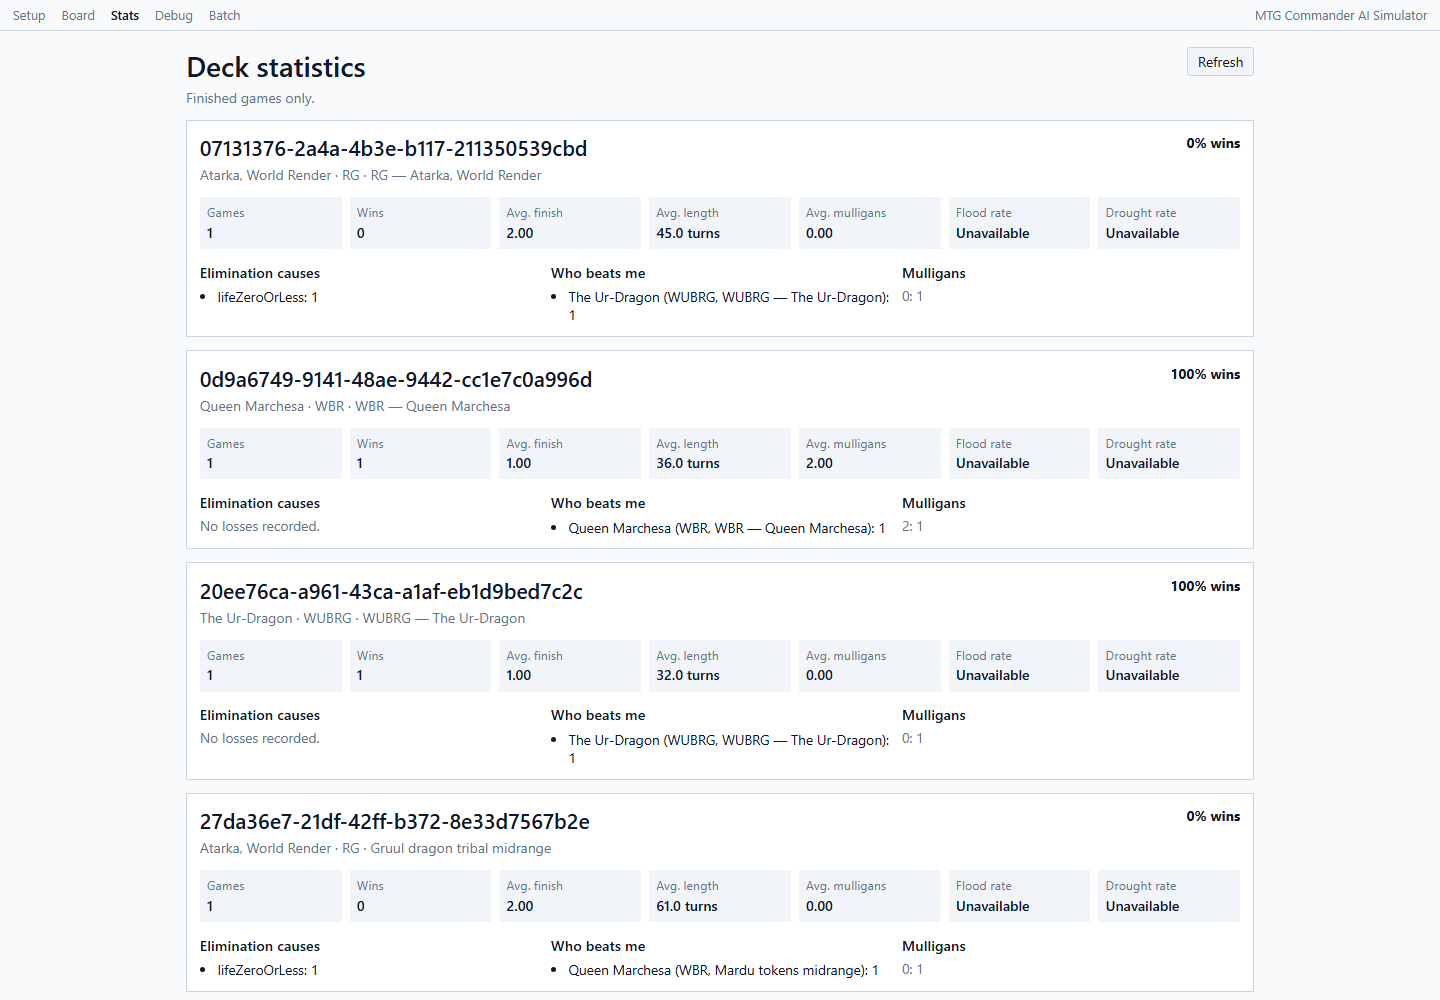 Setup Board Stats Debug Batch MTG Commander AI Simulator
Deck statistics
Refresh
Finished games only.
07131376-2a4a-4b3e-b117-211350539cbd
0% wins
Atarka, World Render · RG · RG — Atarka, World Render
Games Wins Avg. finish Avg. length Avg. mulligans Flood rate Drought rate
1 0 2.00 45.0 turns 0.00 Unavailable Unavailable
Elimination causes Who beats me Mulligans
• lifeZeroOrLess: 1 • The Ur-Dragon (WUBRG, WUBRG — The Ur-Dragon): 0: 1
1
0d9a6749-9141-48ae-9442-cc1e7c0a996d
100% wins
Queen Marchesa · WBR · WBR — Queen Marchesa
Games Wins Avg. finish Avg. length Avg. mulligans Flood rate Drought rate
1 1 1.00 36.0 turns 2.00 Unavailable Unavailable
Elimination causes Who beats me Mulligans
No losses recorded. • Queen Marchesa (WBR, WBR — Queen Marchesa): 1 2: 1
20ee76ca-a961-43ca-a1af-eb1d9bed7c2c
100% wins
The Ur-Dragon · WUBRG · WUBRG — The Ur-Dragon
Games Wins Avg. finish Avg. length Avg. mulligans Flood rate Drought rate
1 1 1.00 32.0 turns 0.00 Unavailable Unavailable
Elimination causes Who beats me Mulligans
No losses recorded. • The Ur-Dragon (WUBRG, WUBRG — The Ur-Dragon): 0: 1
1
27da36e7-21df-42ff-b372-8e33d7567b2e
0% wins
Atarka, World Render · RG · Gruul dragon tribal midrange
Games Wins Avg. finish Avg. length Avg. mulligans Flood rate Drought rate
1 0 2.00 61.0 turns 0.00 Unavailable Unavailable
Elimination causes Who beats me Mulligans
• lifeZeroOrLess: 1 • Queen Marchesa (WBR, Mardu tokens midrange): 1 0: 1